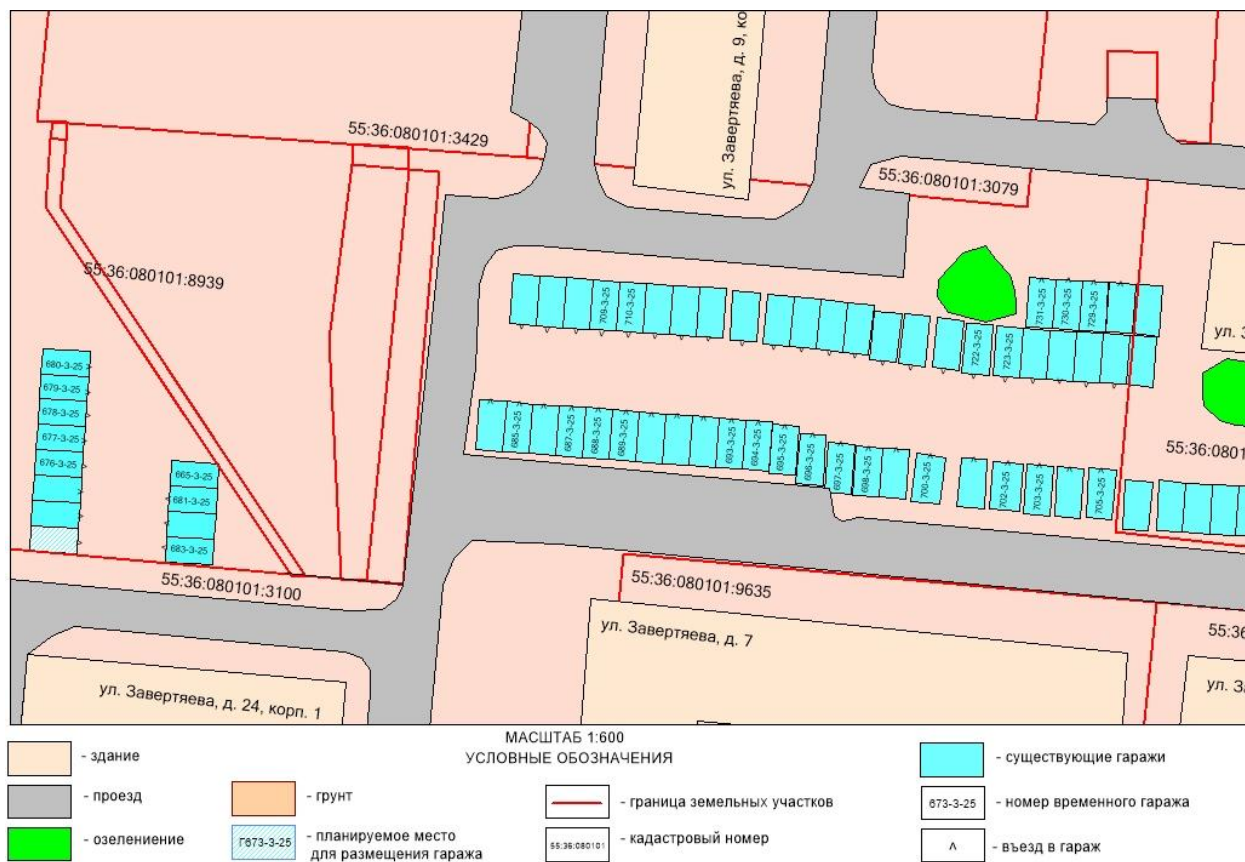 ул. Завертяева, д. 9, ко
55:36:080101:3429
55:36:080101:3079
55:36:080101:8939
709-3-25
710-3-25
731-3-25
730-3-25
729-3-25
722-3-25
723-3-25
ул. З
680-3-25
679-3-25
678-3-25
677-3-25
676-3-25
665-3-25
681-3-25
683-3-25
685-3-25
687-3-25
688-3-25
689-3-25
693-3-25
694-3-25
695-3-25
696-3-25
697-3-25
698-3-25
700-3-25
702-3-25
703-3-25
705-3-25
55:36:0801
55:36:080101:3100
55:36:080101:9635
55:36
ул. Завертяева, д. 7
ул. Завертяева, д. 24, корп. 1
ул. За
МАСШТАБ 1:600
УСЛОВНЫЕ ОБОЗНАЧЕНИЯ
- здание
- проезд
- озеленение
- грунт
Г673-3-25 - планируемое место
для размещения гаража
- граница земельных участков
55:36:080101 - кадастровый номер
- существующие гаражи
673-3-25 - номер временного гаража
^ - въезд в гараж